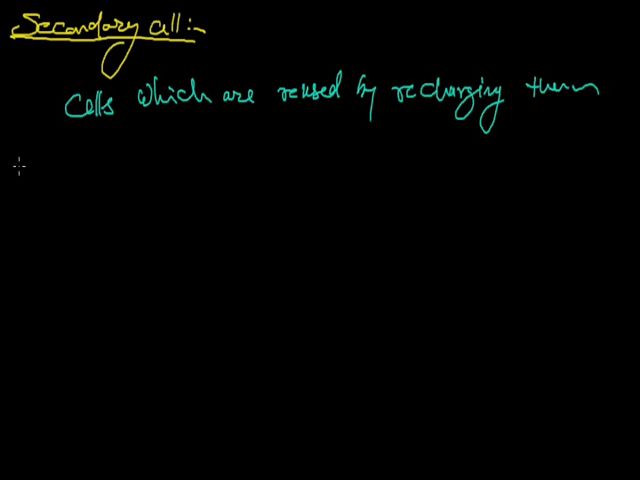 Secondary cell:-
Cells which are reused by recharging them